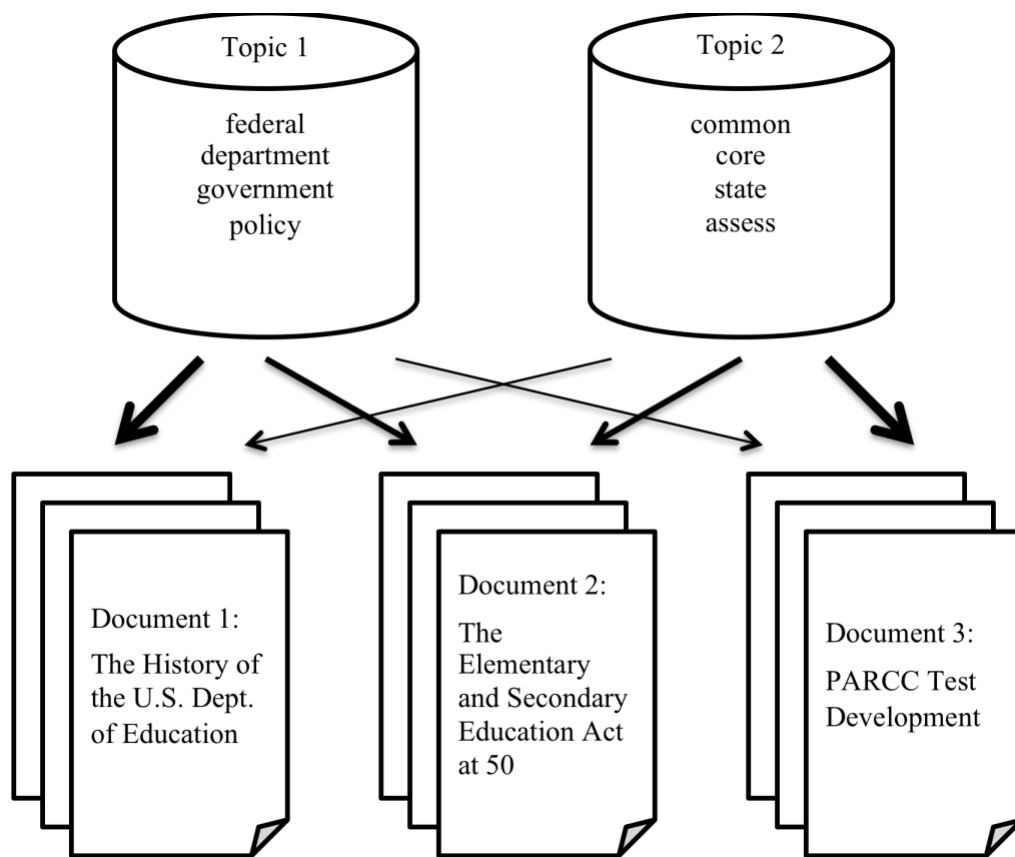 Topic 1
federal
department
government
policy
Topic 2
common
core
state
assess
Document 1:
The History of
the U.S. Dept.
of Education
Document 2:
The
Elementary
and Secondary
Education Act
at 50
Document 3:
PARCC Test
Development